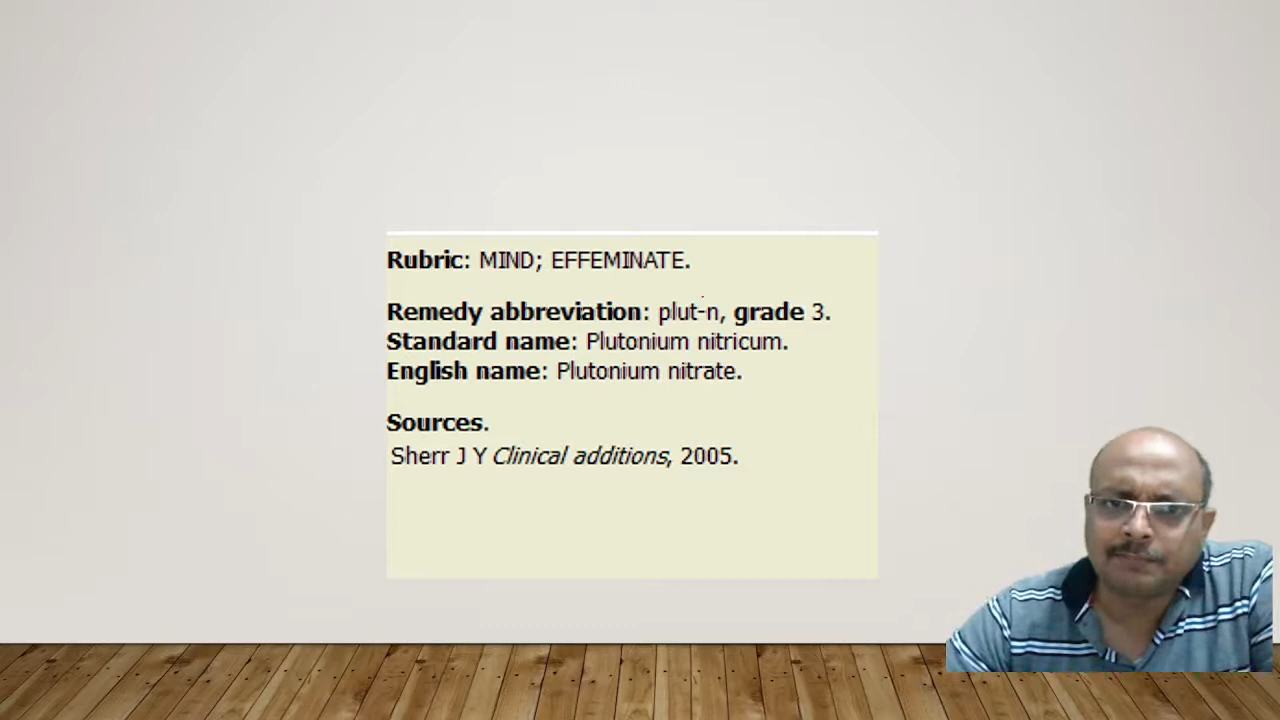 Rubric: MIND; EFFEMINATE.
Remedy abbreviation: plut-n, grade 3.
Standard name: Plutonium nitricum.
English name: Plutonium nitrate.
Sources.
Sherr J Y Clinical additions, 2005.